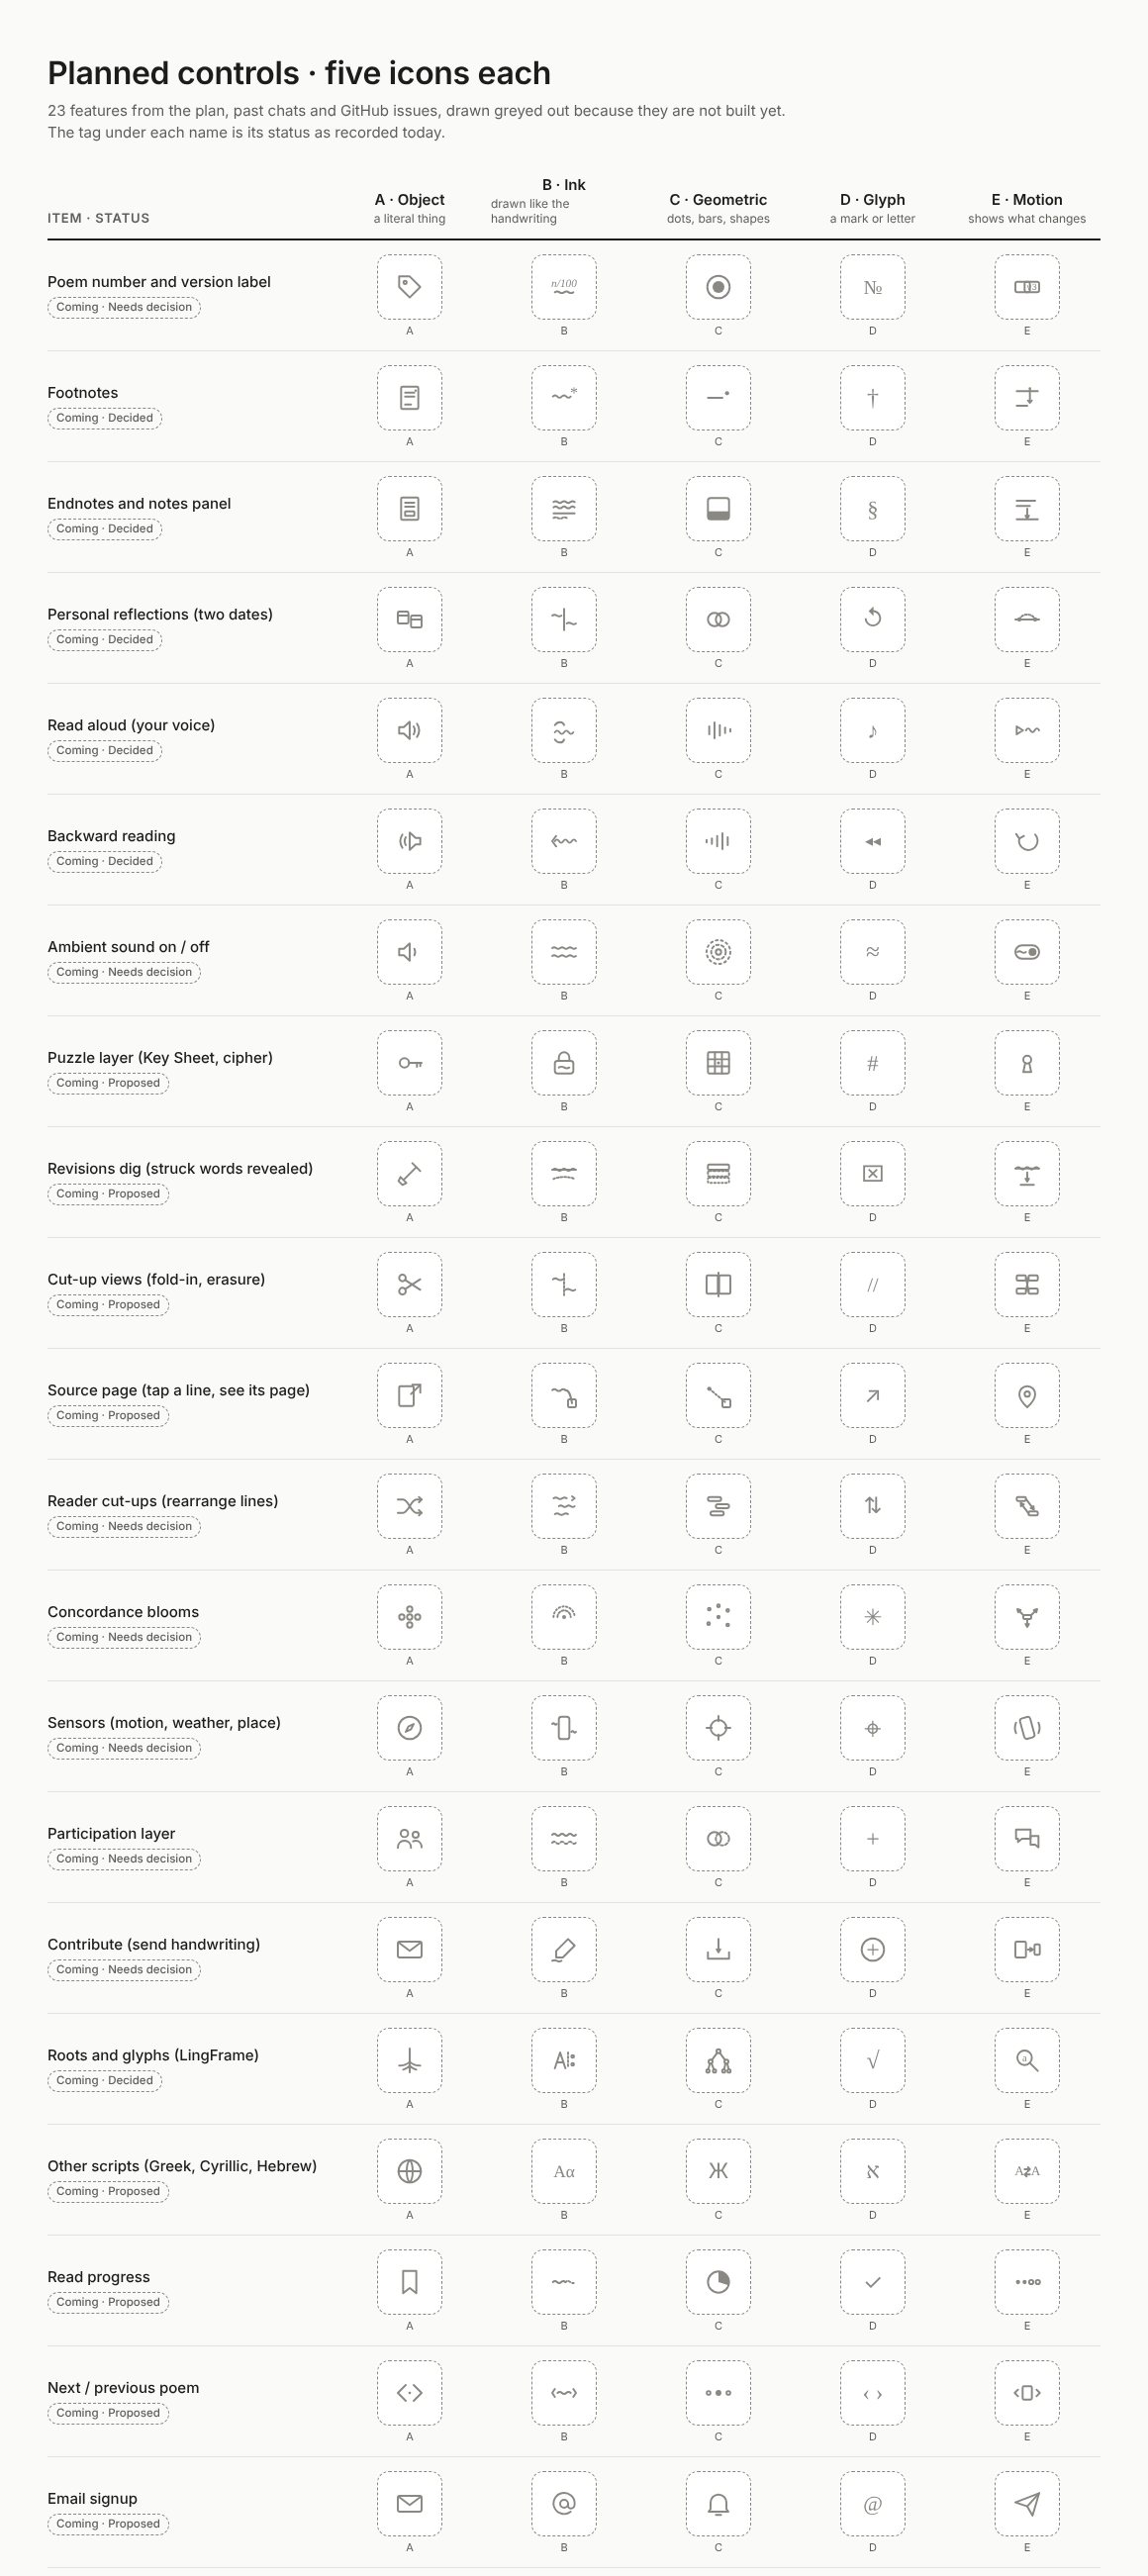 Planned controls · five icons each
23 features from the plan, past chats and GitHub issues, drawn greyed out because they are not built yet.
The tag under each name is its status as recorded today.
ITEM · STATUS
A · Object
a literal thing
B · Ink
drawn like the
handwriting
C · Geometric
dots, bars, shapes
D · Glyph
a mark or letter
E · Motion
shows what changes
Poem number and version label
Coming · Needs decision
n/100
№
A B C D E
Footnotes
Coming · Decided
*
†
A B C D E
Endnotes and notes panel
Coming · Decided
§
A B C D E
Personal reflections (two dates)
Coming · Decided
A B C D E
Read aloud (your voice)
Coming · Decided
♪
A B C D E
Backward reading
Coming · Decided
A B C D E
Ambient sound on / off
Coming · Needs decision
≈
A B C D E
Puzzle layer (Key Sheet, cipher)
Coming · Proposed
#
A B C D E
Revisions dig (struck words revealed)
Coming · Proposed
A B C D E
Cut-up views (fold-in, erasure)
Coming · Proposed
//
A B C D E
Source page (tap a line, see its page)
Coming · Proposed
A B C D E
Reader cut-ups (rearrange lines)
Coming · Needs decision
A B C D E
Concordance blooms
Coming · Needs decision
A B C D E
Sensors (motion, weather, place)
Coming · Needs decision
A B C D E
Participation layer
Coming · Needs decision
+
A B C D E
Contribute (send handwriting)
Coming · Needs decision
A B C D E
Roots and glyphs (LingFrame)
Coming · Decided
A √ a
A B C D E
Other scripts (Greek, Cyrillic, Hebrew)
Coming · Proposed
Aα Ж א A⇄A
A B C D E
Read progress
Coming · Proposed
A B C D E
Next / previous poem
Coming · Proposed
‹ ›
A B C D E
Email signup
Coming · Proposed
@ @
A B C D E